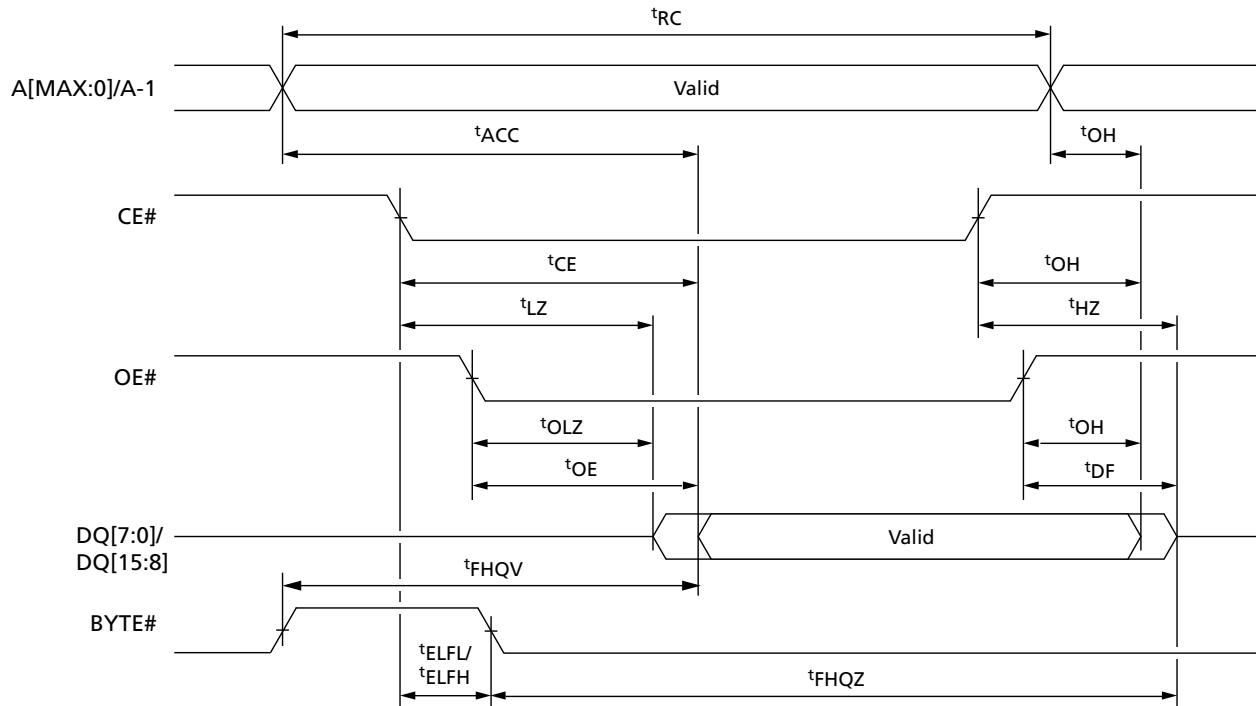 tRC
A[MAX:0]/A-1
Valid
tACC
tOH
CE#
tCE
tOH
tLZ
tHZ
OE#
tOLZ
tOH
tOE
tDF
DQ[7:0]/
DQ[15:8]
Valid
tFHQV
BYTE#
tELFL/
tELFH
tFHQZ